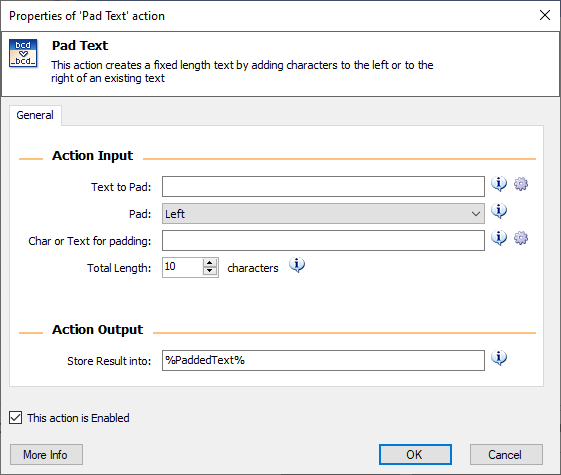 Properties of 'Pad Text' action
bcd
_bcd_
Pad Text
This action creates a fixed length text by adding characters to the left or to the
right of an existing text
General
Action Input
Text to Pad:
Pad: Left
Char or Text for padding:
Total Length: 10 characters
Action Output
Store Result into: %PaddedText%
This action is Enabled
More Info OK Cancel